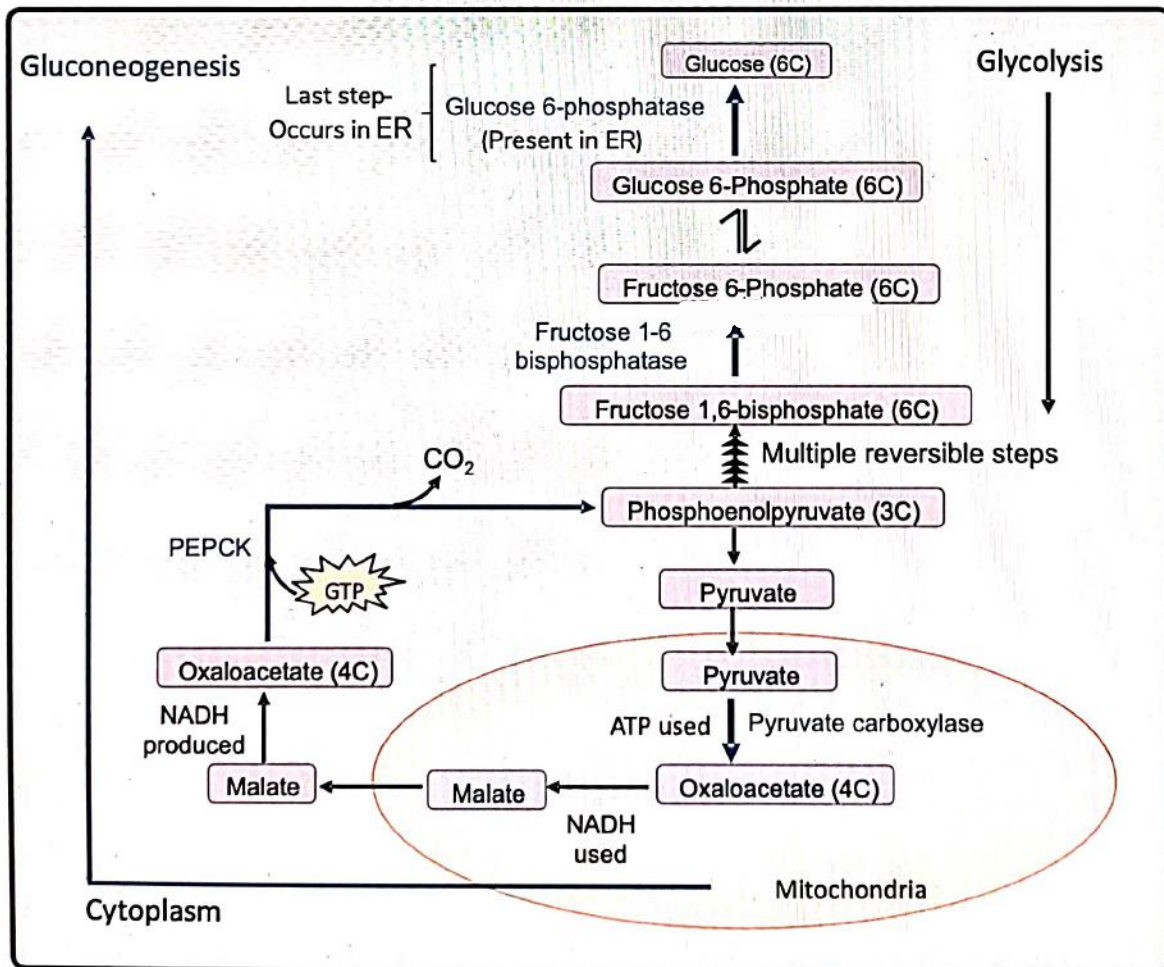 Gluconeogenesis
Glucose (6C)
Glycolysis
Last step-
Occurs in ER
Glucose 6-phosphatase
(Present in ER)
Glucose 6-Phosphate (6C)
Fructose 6-Phosphate (6C)
Fructose 1-6
bisphosphatase
Fructose 1,6-bisphosphate (6C)
Multiple reversible steps
CO₂
Phosphoenolpyruvate (3C)
PEPCK
GTP
Pyruvate
Oxaloacetate (4C)
Pyruvate
NADH
produced
ATP used
Pyruvate carboxylase
Malate
Malate
Oxaloacetate (4C)
NADH
used
Mitochondria
Cytoplasm